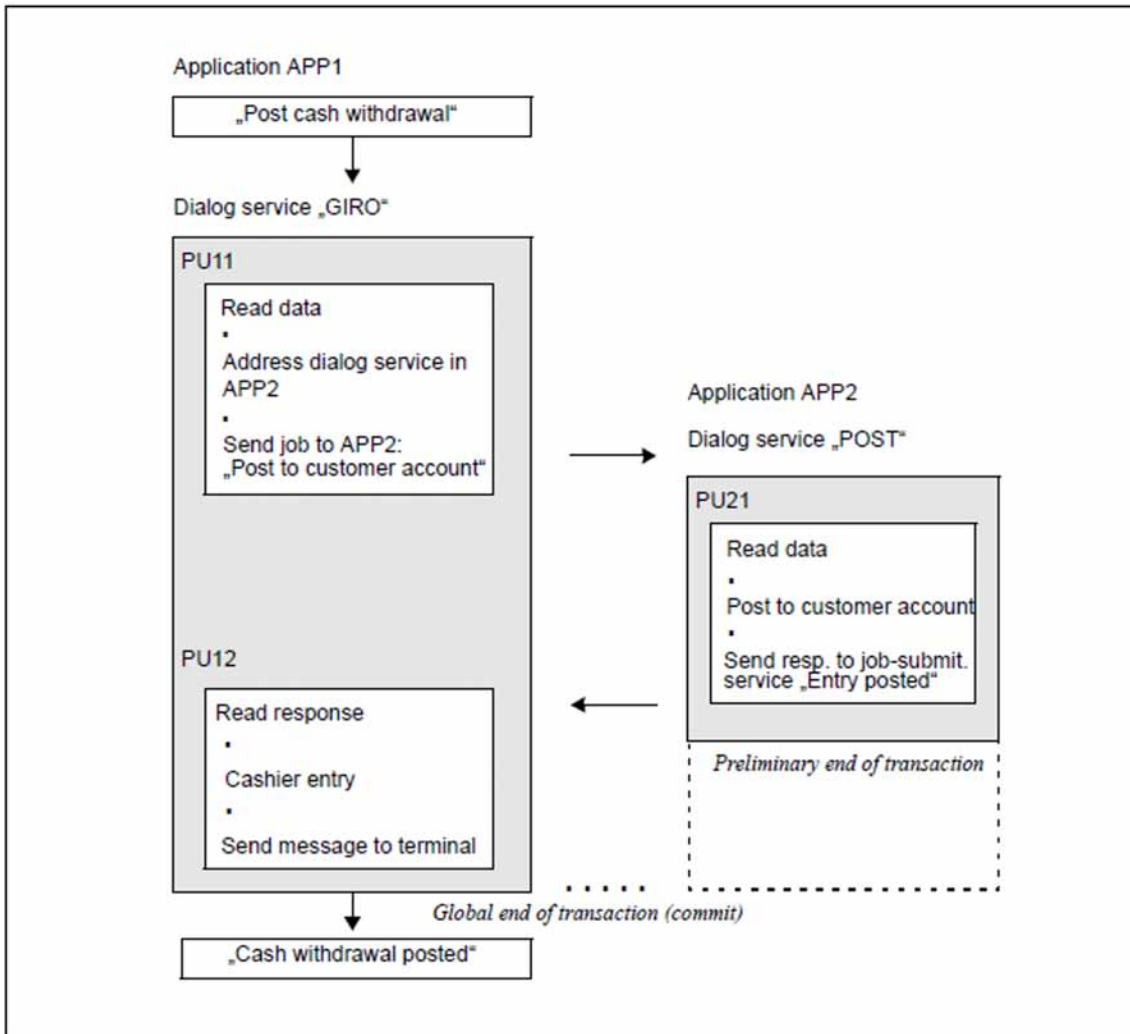 Application APP1
„Post cash withdrawal“
Dialog service „GIRO“
PU11
Read data
.
Address dialog service in
APP2
.
Send job to APP2:
„Post to customer account“
Application APP2
Dialog service „POST“
PU21
Read data
.
Post to customer account
.
Send resp. to job-submit.
service „Entry posted“
Preliminary end of transaction
PU12
Read response
.
Cashier entry
.
Send message to terminal
. . . . .
Global end of transaction (commit)
„Cash withdrawal posted“